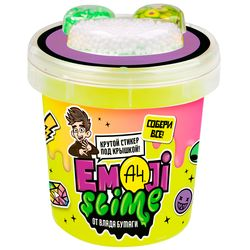 КРУТОЙ СТИКЕР
ПОД КРЫШКОЙ!
СОБЕРИ
ВСЕ!
А4
EMOJI
SLIME
ОТ ВЛАДА БУМАГИ